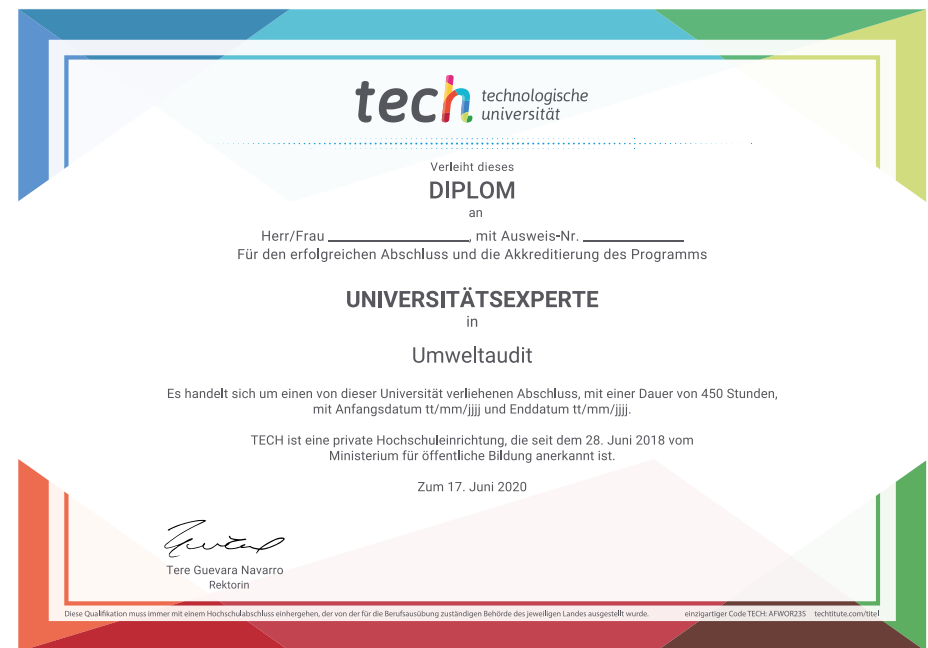 tech technologische
universität
Verleiht dieses
DIPLOM
an
Herr/Frau ____________________, mit Ausweis-Nr. ______________
Für den erfolgreichen Abschluss und die Akkreditierung des Programms
UNIVERSITÄTSEXPERTE
in
Umweltaudit
Es handelt sich um einen von dieser Universität verliehenen Abschluss, mit einer Dauer von 450 Stunden,
mit Anfangsdatum tt/mm/jjjj und Enddatum tt/mm/jjjj.
TECH ist eine private Hochschuleinrichtung, die seit dem 28. Juni 2018 vom
Ministerium für öffentliche Bildung anerkannt ist.
Zum 17. Juni 2020
Tere Guevara Navarro
Rektorin
Diese Qualifikation muss immer mit einem Hochschulabschluss einhergehen, der von der für die Berufsausübung zuständigen Behörde des jeweiligen Landes ausgestellt wurde. einzigartiger Code TECH: AFWOR23S techtitute.com/titel